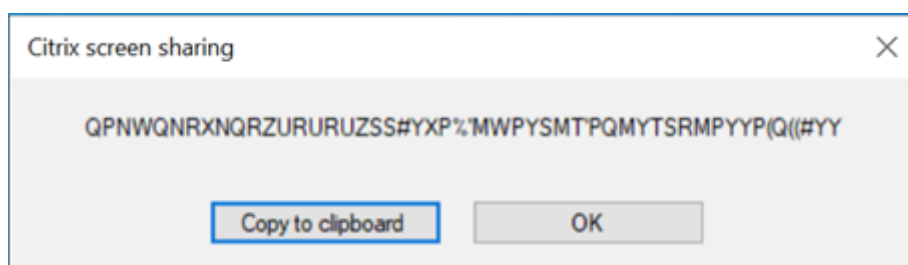 Citrix screen sharing
QPNWQNRXNQRZURURUZSS#YXP%'MWPYSMT'PQMYTSRMPYYP(Q((#YY
Copy to clipboard
OK